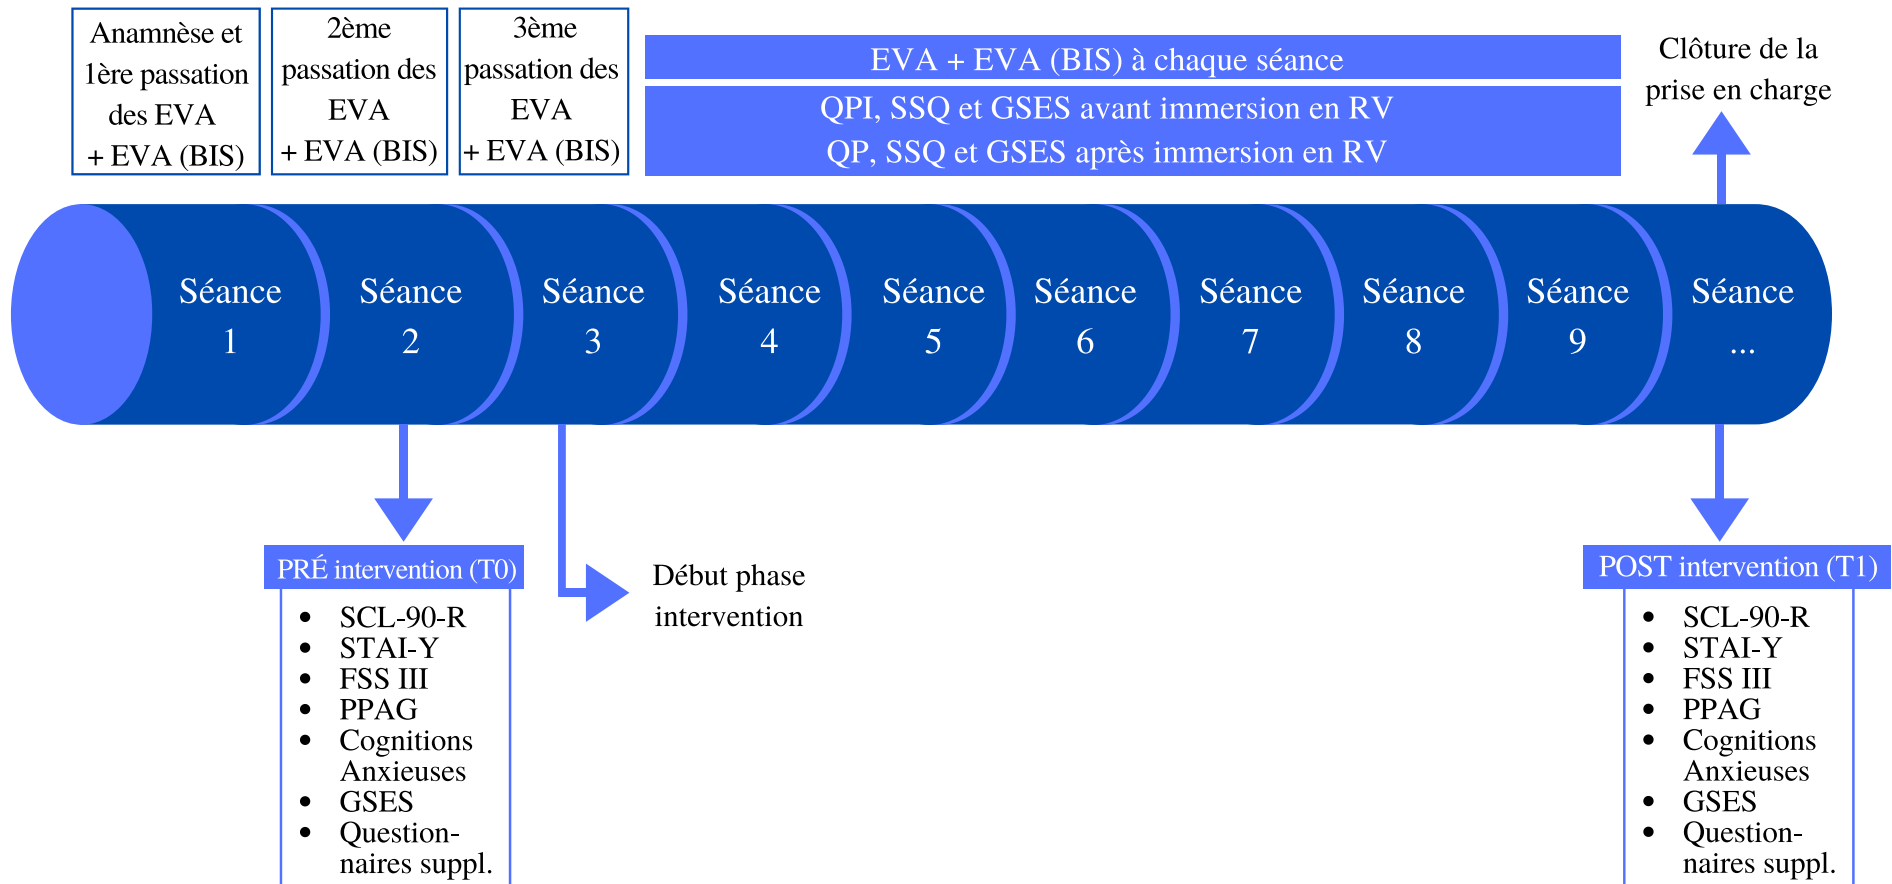 Anamnèse et
1ère passation
des EVA
+ EVA (BIS)
2ème
passation des
EVA
+ EVA (BIS)
3ème
passation des
EVA
+ EVA (BIS)
EVA + EVA (BIS) à chaque séance
QPI, SSQ et GSES avant immersion en RV
QP, SSQ et GSES après immersion en RV
Clôture de la
prise en charge
Séance
1
Séance
2
Séance
3
Séance
4
Séance
5
Séance
6
Séance
7
Séance
8
Séance
9
Séance
...
PRÉ intervention (T0)
• SCL-90-R
• STAI-Y
• FSS III
• PPAG
• Cognitions
Anxieuses
• GSES
• Question-
naires suppl.
Début phase
intervention
POST intervention (T1)
• SCL-90-R
• STAI-Y
• FSS III
• PPAG
• Cognitions
Anxieuses
• GSES
• Question-
naires suppl.